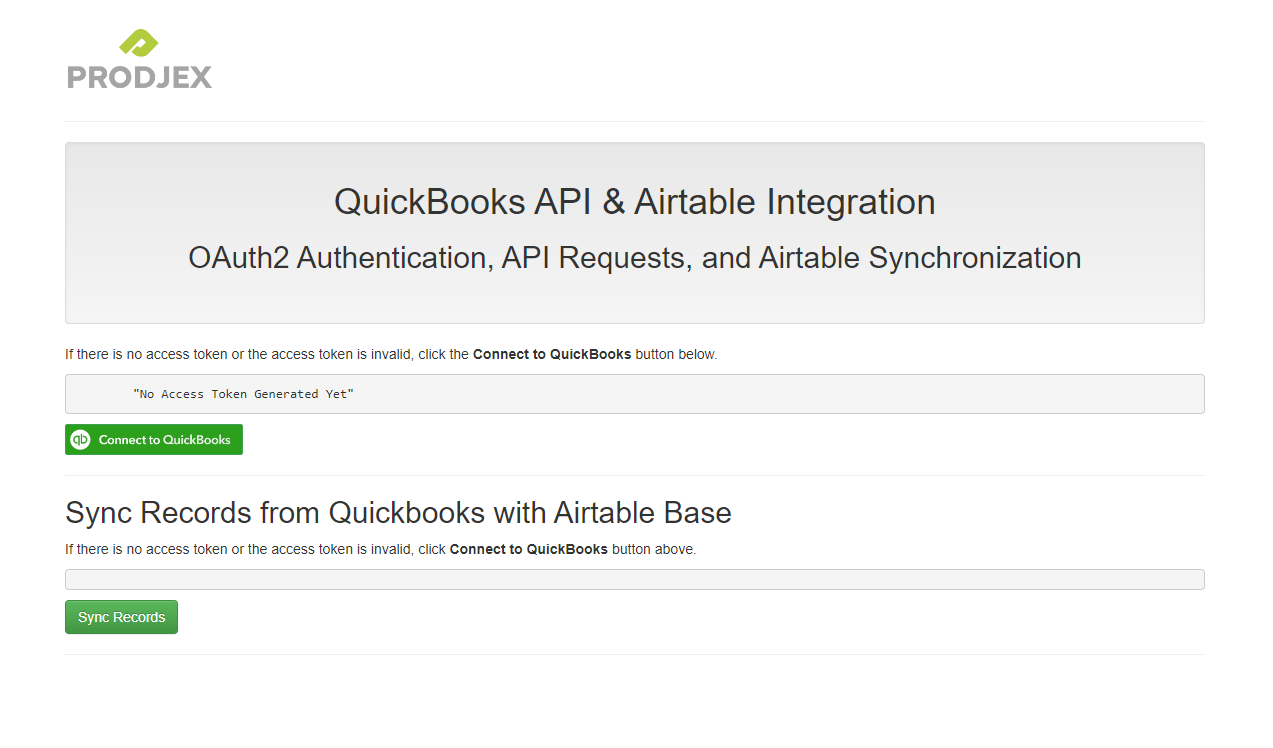 PRODJEX
QuickBooks API & Airtable Integration
OAuth2 Authentication, API Requests, and Airtable Synchronization
If there is no access token or the access token is invalid, click the Connect to QuickBooks button below.
"No Access Token Generated Yet"
qb Connect to QuickBooks
Sync Records from Quickbooks with Airtable Base
If there is no access token or the access token is invalid, click Connect to QuickBooks button above.
Sync Records